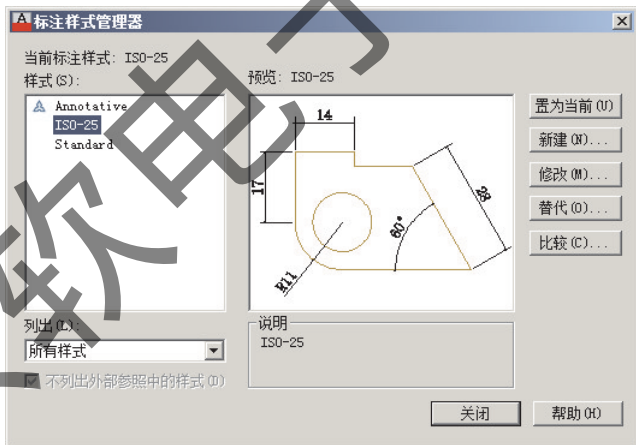 标注样式管理器
当前标注样式: ISO-25
样式(S):
预览: ISO-25
Annotative
ISO-25
Standard
14
17
28
60°
R11
置为当前(U)
新建(N)...
修改(M)...
替代(O)...
比较(C)...
列出(L):
所有样式
不列出外部参照中的样式(D)
说明
ISO-25
关闭
帮助(H)
软电